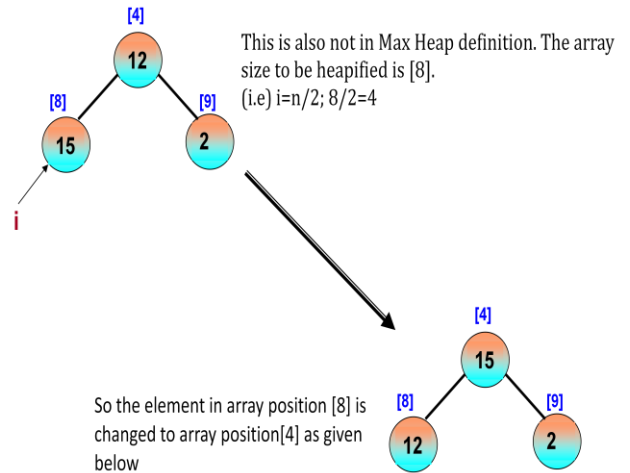 [4]
12
This is also not in Max Heap definition. The array
size to be heapified is [8].
(i.e) i=n/2; 8/2=4
[8]
[9]
15
2
i
[4]
15
So the element in array position [8] is
changed to array position[4] as given
below
[8]
[9]
12
2